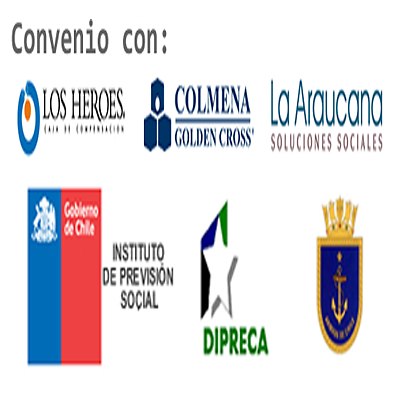 Convenio con:
LOS HEROES.
CAJA DE COMPENSACIÓN
COLMENA
GOLDEN CROSS
La Araucana
SOLUCIONES SOCIALES
Gobierno
de Chile
INSTITUTO
DE PREVISIÓN
SOCIAL
DIPRECA